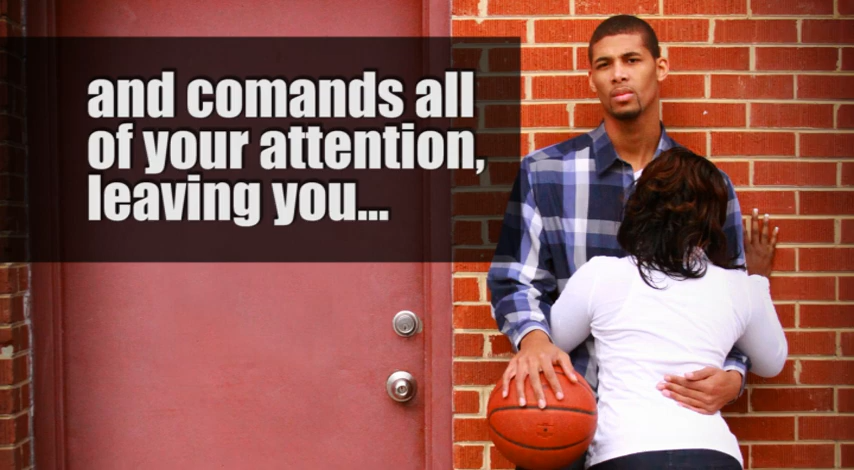 and comands all
of your attention,
leaving you...